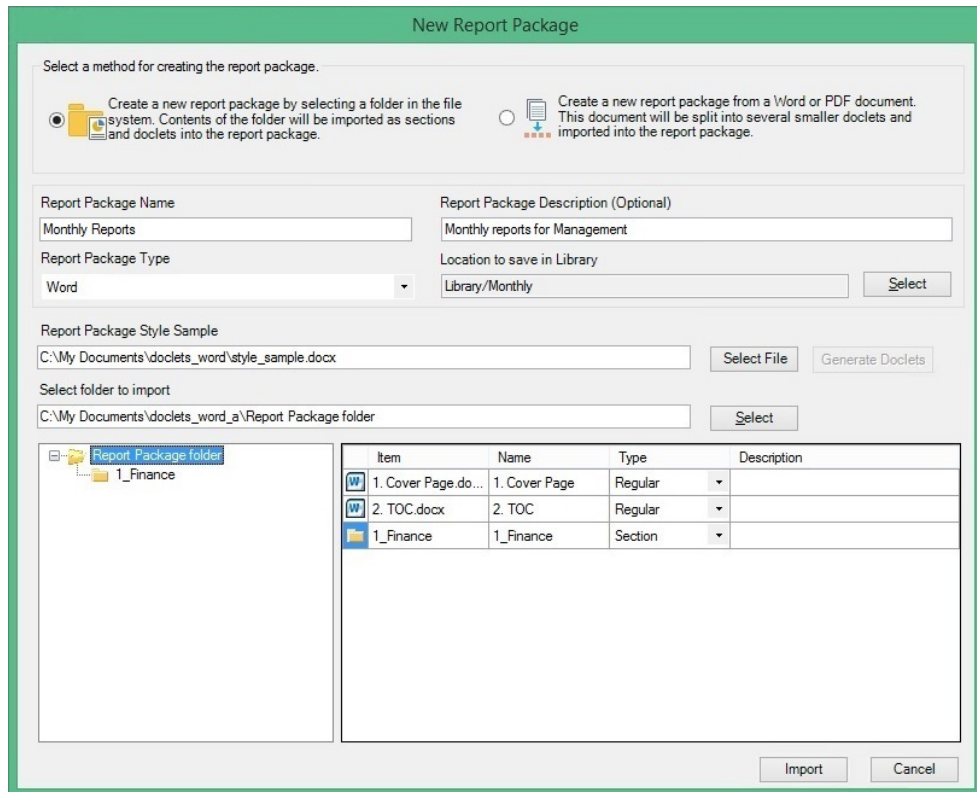 New Report Package
Select a method for creating the report package.
Create a new report package by selecting a folder in the file
system. Contents of the folder will be imported as sections
and doclets into the report package.
Create a new report package from a Word or PDF document.
This document will be split into several smaller doclets and
imported into the report package.
Report Package Name
Report Package Description (Optional)
Monthly Reports
Monthly reports for Management
Report Package Type
Location to save in Library
Word
Library/Monthly
Select
Report Package Style Sample
C:\My Documents\doclets_word\style_sample.docx
Select File
Generate Doclets
Select folder to import
C:\My Documents\doclets_word_a\Report Package folder
Select
Report Package folder
1_Finance
Item Name Type Description
1. Cover Page.do... 1. Cover Page Regular
2. TOC.docx 2. TOC Regular
1_Finance 1_Finance Section
Import
Cancel